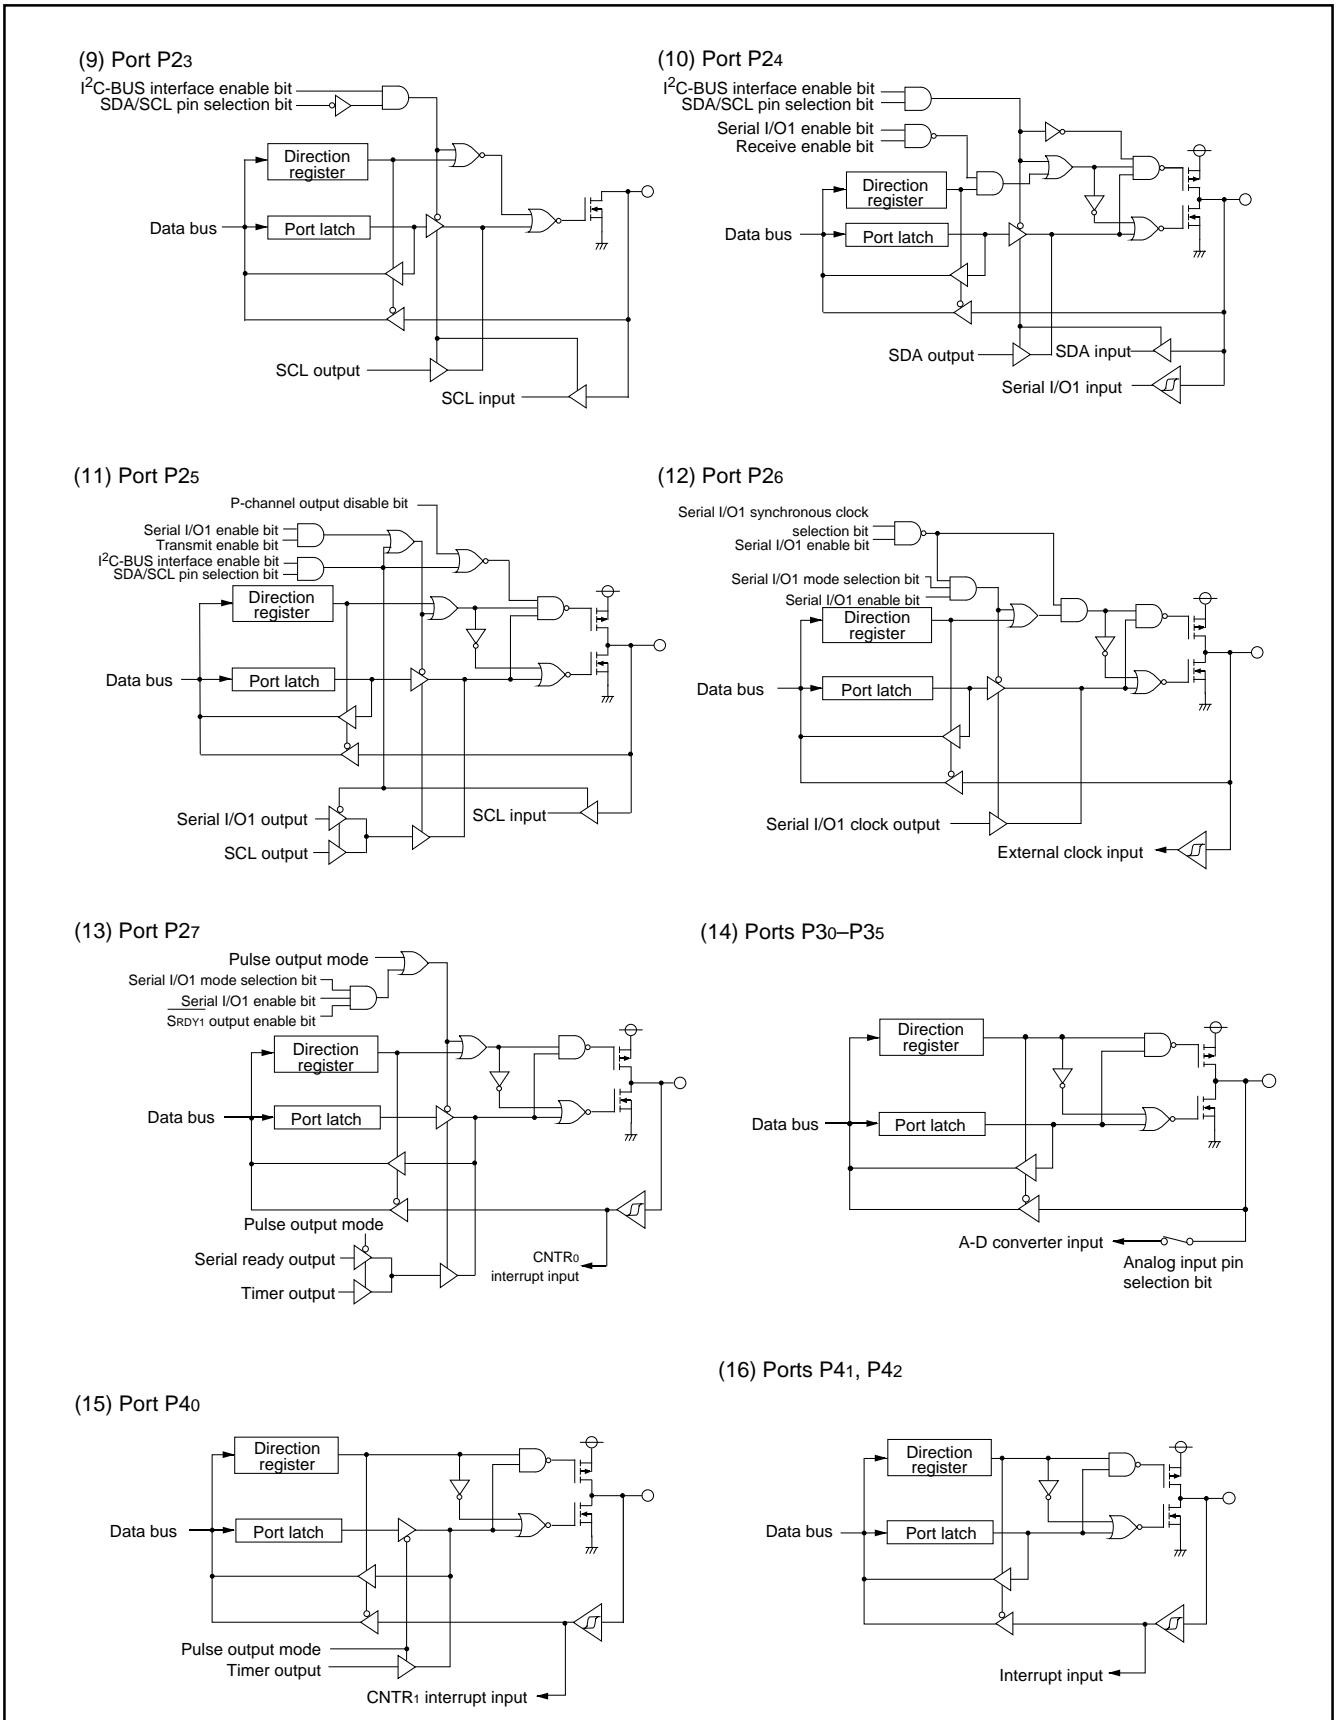 (9) Port P23
I2C-BUS interface enable bit
SDA/SCL pin selection bit
Direction
register
Data bus
Port latch
SCL output
SCL input
(10) Port P24
I2C-BUS interface enable bit
SDA/SCL pin selection bit
Serial I/O1 enable bit
Receive enable bit
Direction
register
Data bus
Port latch
SDA output
SDA input
Serial I/O1 input
(11) Port P25
P-channel output disable bit
Serial I/O1 enable bit
Transmit enable bit
I2C-BUS interface enable bit
SDA/SCL pin selection bit
Direction
register
Data bus
Port latch
Serial I/O1 output
SCL input
SCL output
(12) Port P26
Serial I/O1 synchronous clock
selection bit
Serial I/O1 enable bit
Serial I/O1 mode selection bit
Serial I/O1 enable bit
Direction
register
Data bus
Port latch
Serial I/O1 clock output
External clock input
(13) Port P27
Pulse output mode
Serial I/O1 mode selection bit
Serial I/O1 enable bit
SRDY1 output enable bit
Direction
register
Data bus
Port latch
Pulse output mode
Serial ready output
CNTR0
interrupt input
Timer output
(14) Ports P30–P35
Direction
register
Data bus
Port latch
A-D converter input
Analog input pin
selection bit
(15) Port P40
Direction
register
Data bus
Port latch
Pulse output mode
Timer output
CNTR1 interrupt input
(16) Ports P41, P42
Direction
register
Data bus
Port latch
Interrupt input